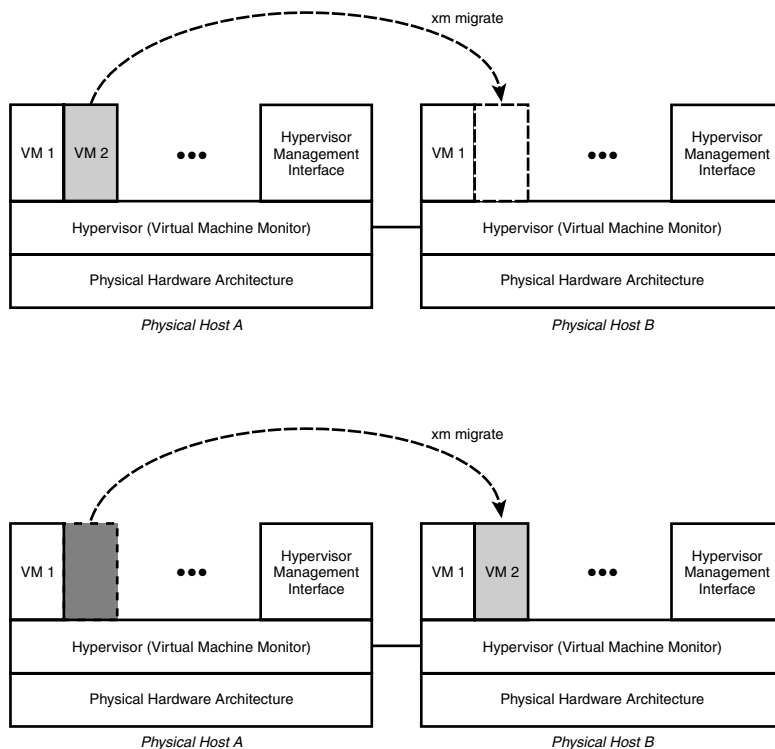 xm migrate
VM 1
VM 2
•••
Hypervisor
Management
Interface
VM 1
•••
Hypervisor
Management
Interface
Hypervisor (Virtual Machine Monitor)
Hypervisor (Virtual Machine Monitor)
Physical Hardware Architecture
Physical Hardware Architecture
Physical Host A
Physical Host B
xm migrate
VM 1
•••
Hypervisor
Management
Interface
VM 1
VM 2
•••
Hypervisor
Management
Interface
Hypervisor (Virtual Machine Monitor)
Hypervisor (Virtual Machine Monitor)
Physical Hardware Architecture
Physical Hardware Architecture
Physical Host A
Physical Host B